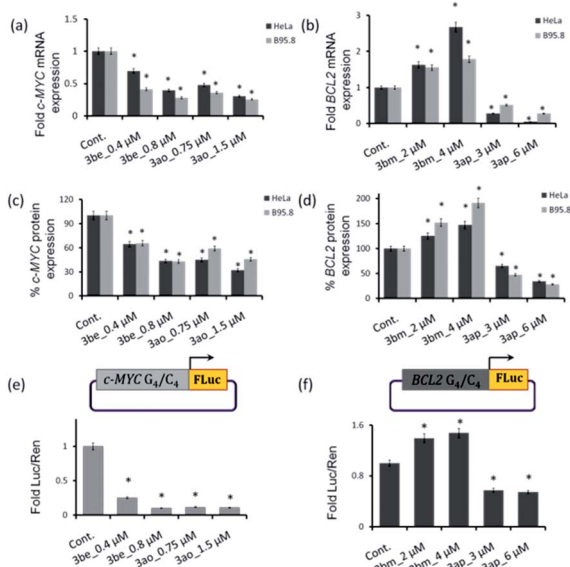 (a)
Fold c-MYC mRNA
expression
1.5
1
0.5
0
* * * * * * * *
HeLa
B95.8
Cont.
3be_0.4 µM
3be_0.8 µM
3ao_0.75 µM
3ao_1.5 µM
(b)
Fold BCL2 mRNA
expression
3
2
1
0
* * * * * * * *
HeLa
B95.8
Cont.
3bm_2 µM
3bm_4 µM
3ap_3 µM
3ap_6 µM
(c)
% c-MYC protein
expression
120
90
60
30
0
* * * * * * * *
HeLa
B95.8
Cont.
3be_0.4 µM
3be_0.8 µM
3ao_0.75 µM
3ao_1.5 µM
(d)
% BCL2 protein
expression
200
150
100
50
0
* * * * * * * *
HeLa
B95.8
Cont.
3bm_2 µM
3bm_4 µM
3ap_3 µM
3ap_6 µM
(e)
c-MYC G4/C4 FLuc
Fold Luc/Ren
1
0.5
0
* * * *
Cont.
3be_0.4 µM
3be_0.8 µM
3ao_0.75 µM
3ao_1.5 µM
(f)
BCL2 G4/C4 FLuc
Fold Luc/Ren
1.6
0.8
0
* * * *
Cont.
3bm_2 µM
3bm_4 µM
3ap_3 µM
3ap_6 µM